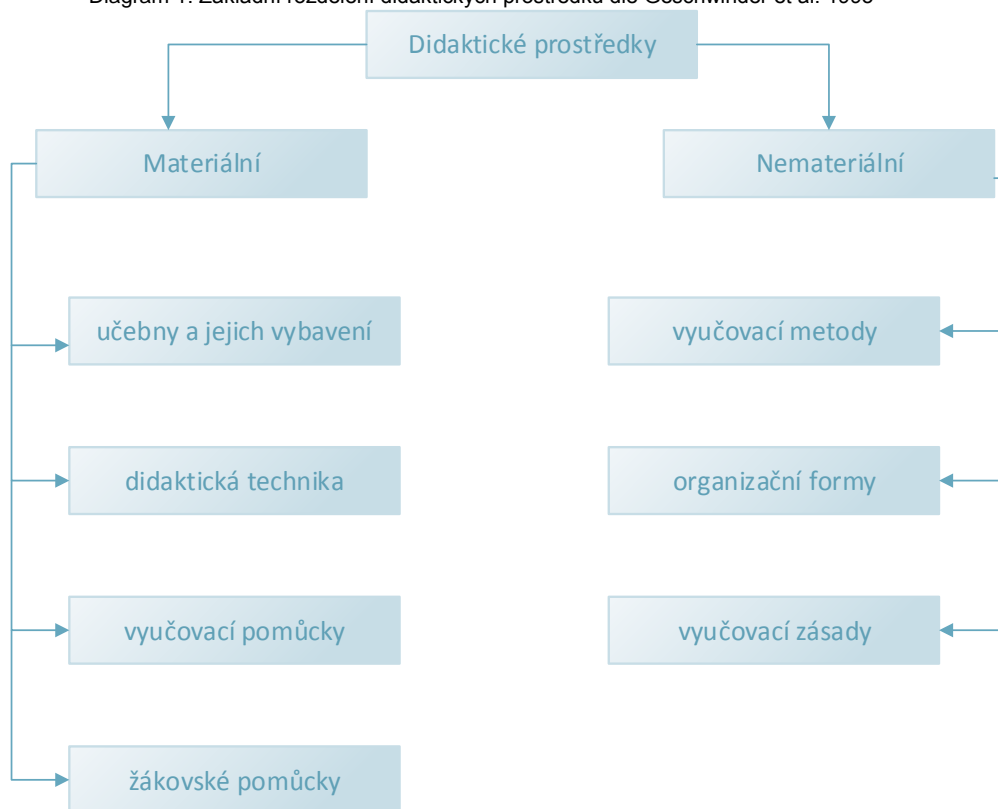 Didaktické prostředky
Materiální
Nemateriální
učebny a jejich vybavení
vyučovací metody
didaktická technika
organizační formy
vyučovací pomůcky
vyučovací zásady
žákovské pomůcky